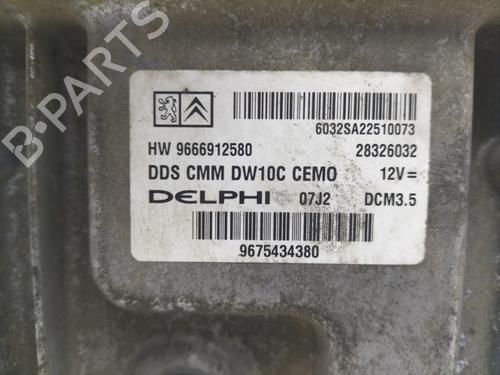 B-Parts
6032SA22510073
HW 9666912580 28326032
DDS CMM DW10C CEMO 12V=
DELPHI 07J2 DCM3.5
9675434380